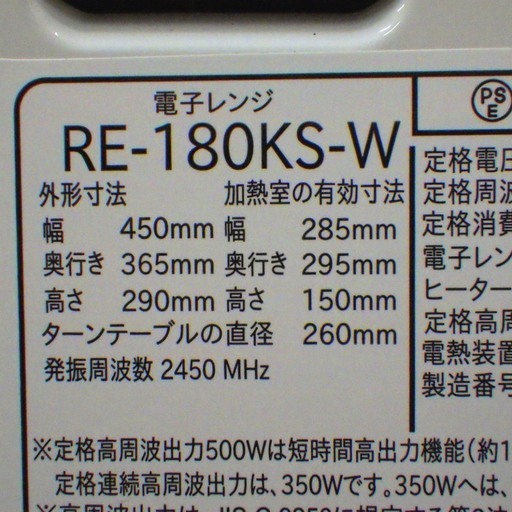 電子レンジ
RE-180KS-W
外形寸法 加熱室の有効寸法
幅 450mm 幅 285mm
奥行き 365mm 奥行き 295mm
高さ 290mm 高さ 150mm
ターンテーブルの直径 260mm
発振周波数 2450 MHz
PS
E
定格電圧
定格周波
定格消費
電子レン
ヒーター
定格高周
電熱装置
製造番号
※定格高周波出力500Wは短時間高出力機能(約1
定格連続高周波出力は、350Wです。350Wへは、